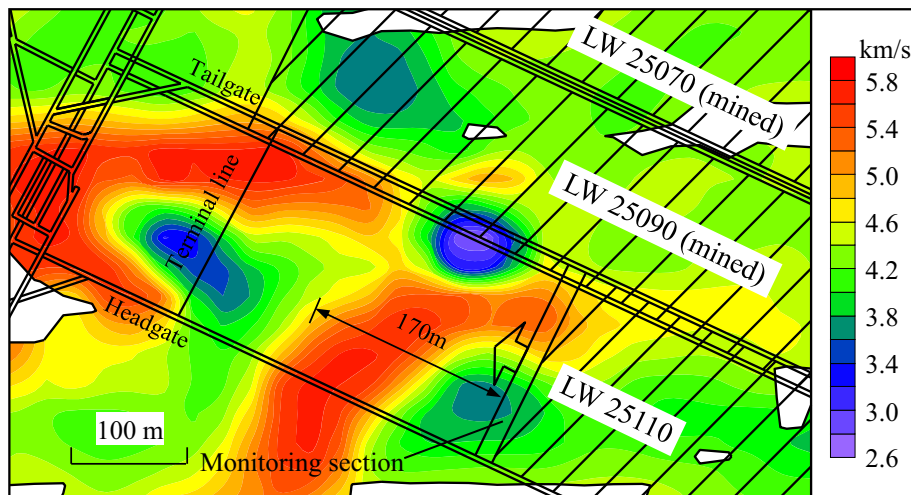 km/s
5.8
5.4
5.0
4.6
4.2
3.8
3.4
3.0
2.6
LW 25070 (mined)
Tailgate
LW 25090 (mined)
Terminal line
Headgate
170m
LW 25110
100 m
Monitoring section